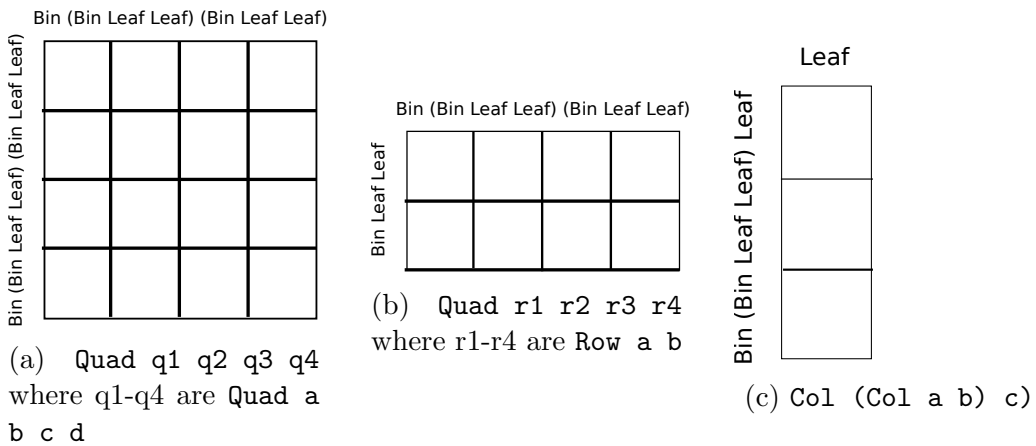 Bin (Bin Leaf Leaf) (Bin Leaf Leaf)
Bin (Bin Leaf Leaf) (Bin Leaf Leaf)
(a) Quad q1 q2 q3 q4
where q1-q4 are Quad a
b c d
Bin (Bin Leaf Leaf) (Bin Leaf Leaf)
Bin Leaf Leaf
(b) Quad r1 r2 r3 r4
where r1-r4 are Row a b
Leaf
Bin (Bin Leaf Leaf) Leaf
(c) Col (Col a b) c)